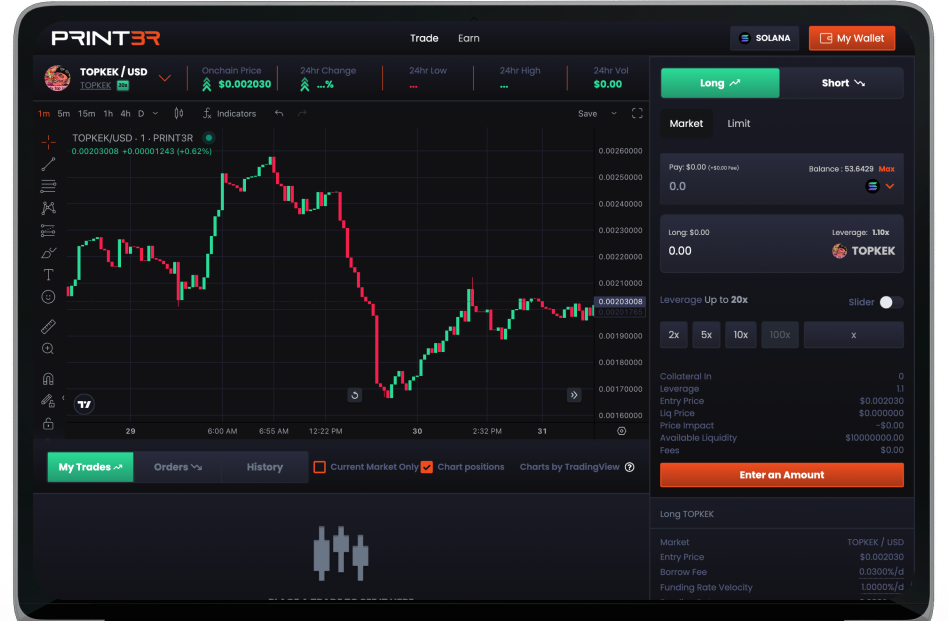 PRINT3R
Trade
Earn
SOLANA
My Wallet
TOPKEK / USD
TOPKEK 20x
Onchain Price
$0.002030
24hr Change
...%
24hr Low
...
24hr High
...
24hr Vol
$0.00
1m 5m 15m 1h 4h D
Indicators
Save
TOPKEK/USD · 1 · PRINT3R
0.00203008 +0.00001243 (+0.62%)
0.00260000
0.00250000
0.00240000
0.00230000
0.00220000
0.00210000
0.00203008
0.00201765
0.00190000
0.00180000
0.00170000
0.00160000
29 6:00 AM 6:55 AM 12:22 PM 30 2:32 PM 31
My Trades
Orders
History
Current Market Only
Chart positions
Charts by TradingView
Long
Short
Market
Limit
Pay: $0.00 (+$0.00 Fee)
Balance : 53.6429 Max
0.0
Long: $0.00
Leverage: 1.10x
0.00
TOPKEK
Leverage Up to 20x
Slider
2x 5x 10x 100x x
Collateral In 0
Leverage 1.1
Entry Price $0.002030
Liq Price $0.000000
Price Impact -$0.00
Available Liquidity $10000000.00
Fees $0.00
Enter an Amount
Long TOPKEK
Market TOPKEK / USD
Entry Price $0.002030
Borrow Fee 0.0300%/d
Funding Rate Velocity 1.0000%/d